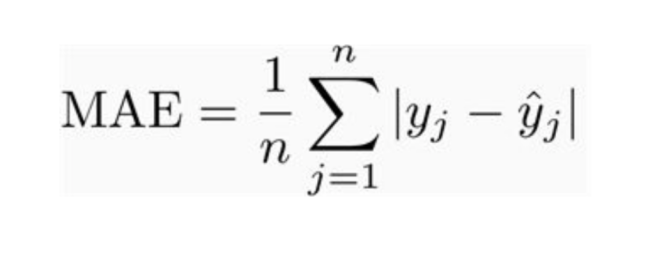 MAE = \frac{1}{n} \sum_{j=1}^{n} |y_j - \hat{y}_j|